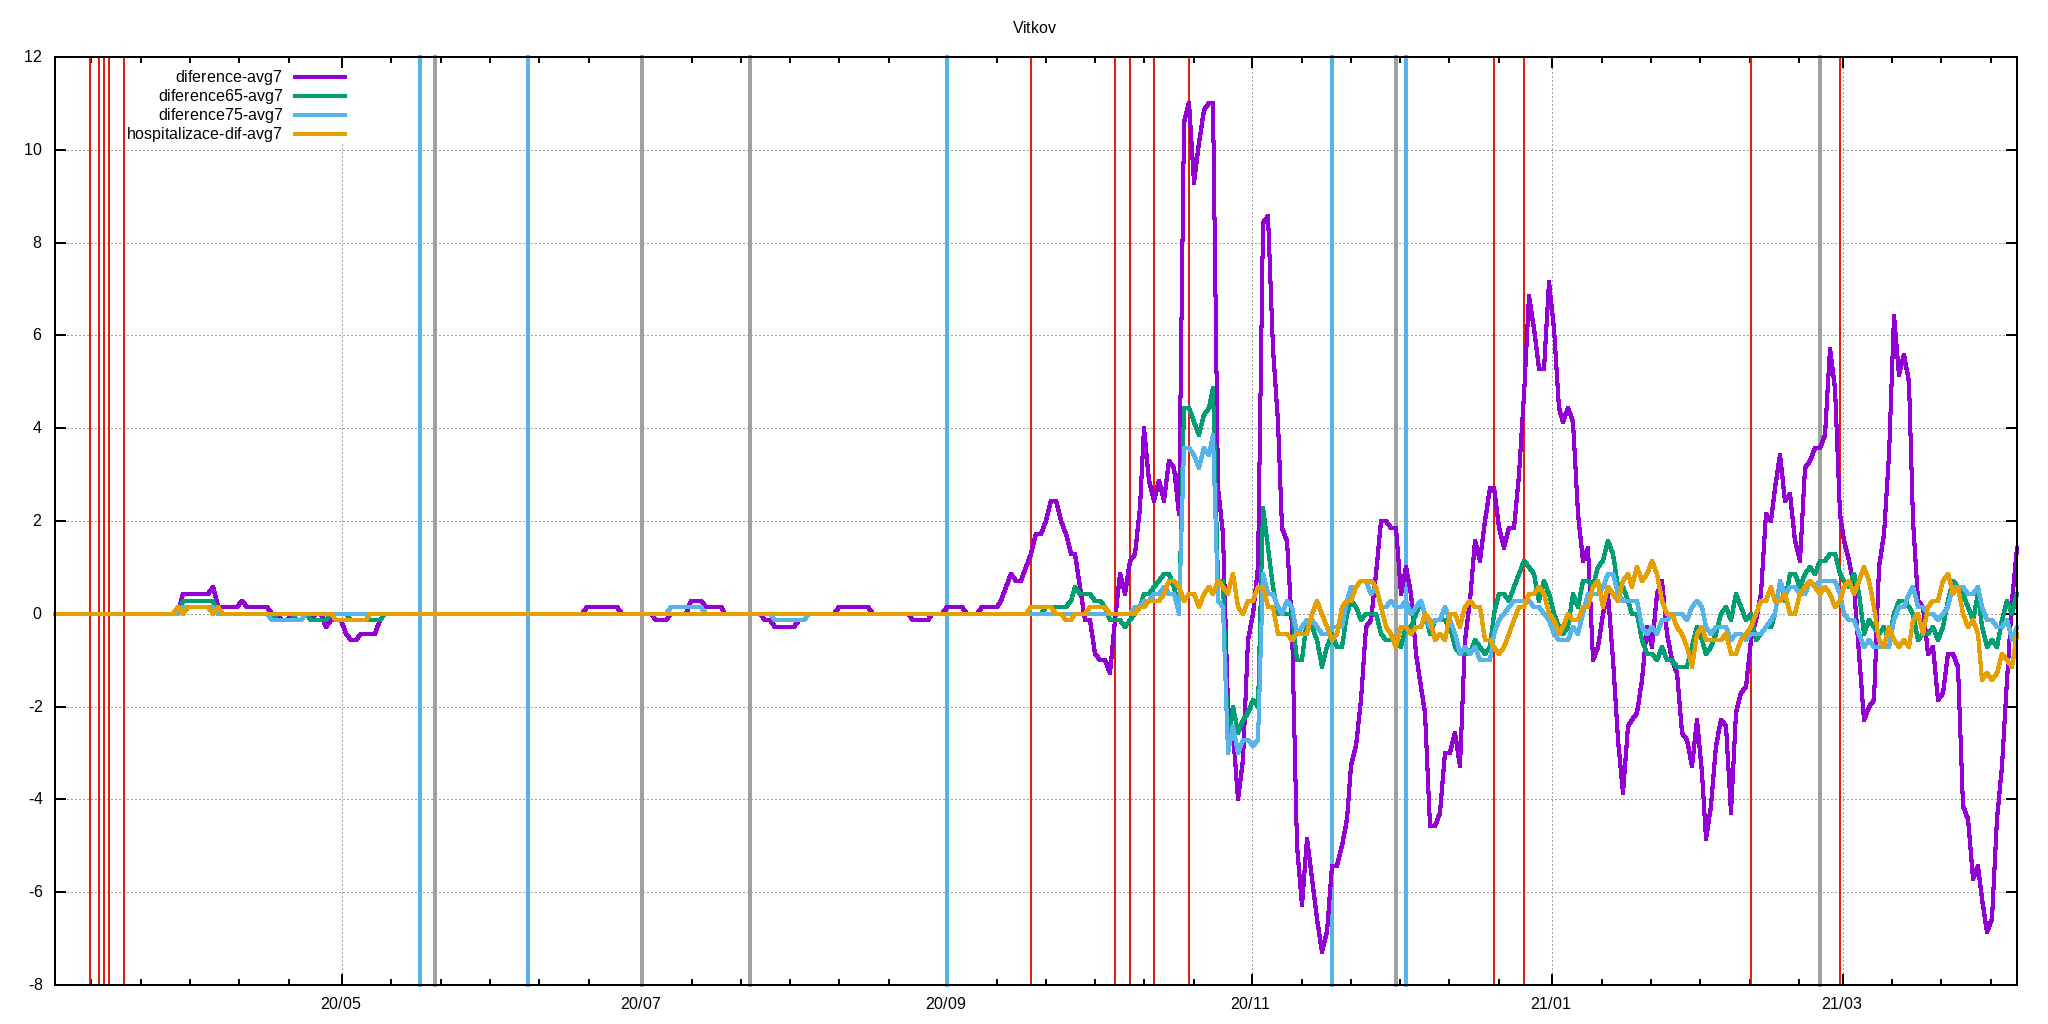 Vitkov
diference-avg7
diference65-avg7
diference75-avg7
hospitalizace-dif-avg7
12
10
8
6
4
2
0
-2
-4
-6
-8
20/05 20/07 20/09 20/11 21/01 21/03